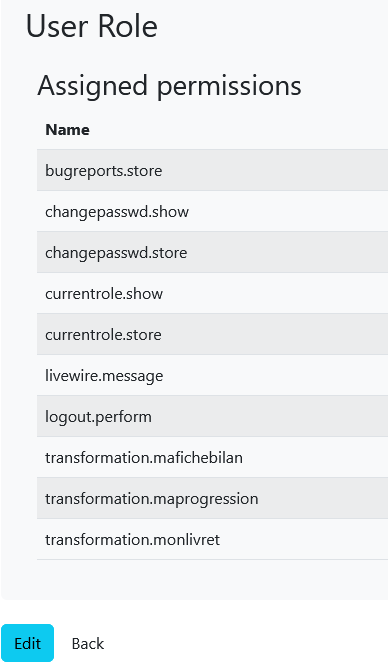 User Role
Assigned permissions
Name
bugreports.store
changepasswd.show
changepasswd.store
currentrole.show
currentrole.store
livewire.message
logout.perform
transformation.mafichebilan
transformation.maprogression
transformation.monlivret
Edit Back